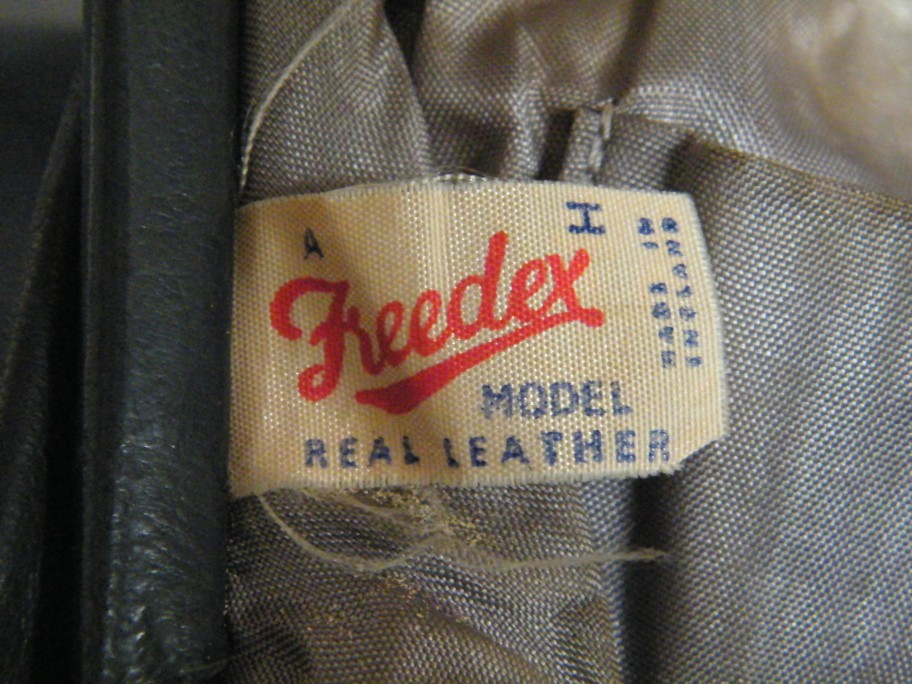 A
Freedex
H
MODEL
REAL LEATHER
MADE IN
ENGLAND